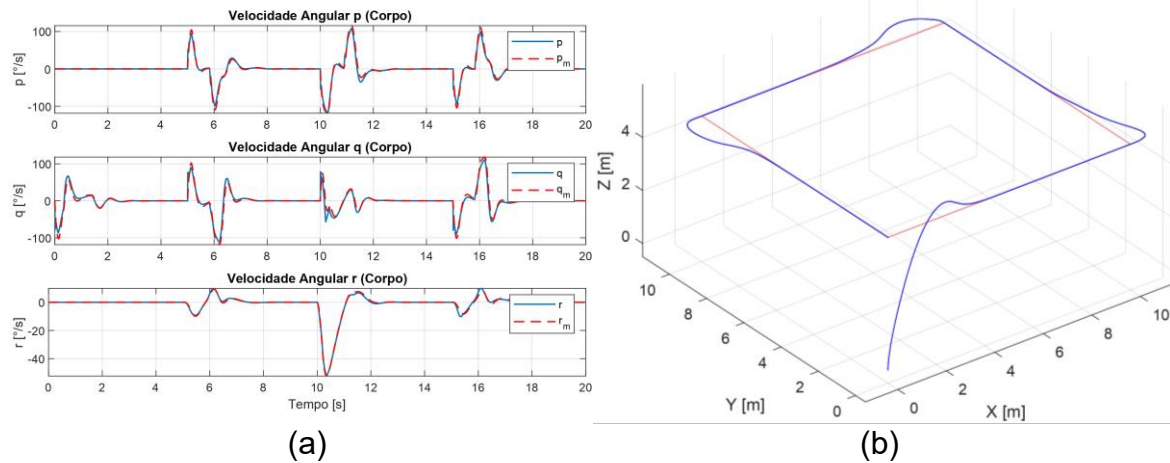 Velocidade Angular p (Corpo)
p [°/s]
100
0
-100
p
p_m
0 2 4 6 8 10 12 14 16 18 20
Velocidade Angular q (Corpo)
q [°/s]
100
0
-100
q
q_m
0 2 4 6 8 10 12 14 16 18 20
Velocidade Angular r (Corpo)
r [°/s]
0
-20
-40
r
r_m
0 2 4 6 8 10 12 14 16 18 20
Tempo [s]
(a)
Z [m]
4
2
0
10
8
6
4
2
0
Y [m]
0
2
4
6
8
10
X [m]
(b)